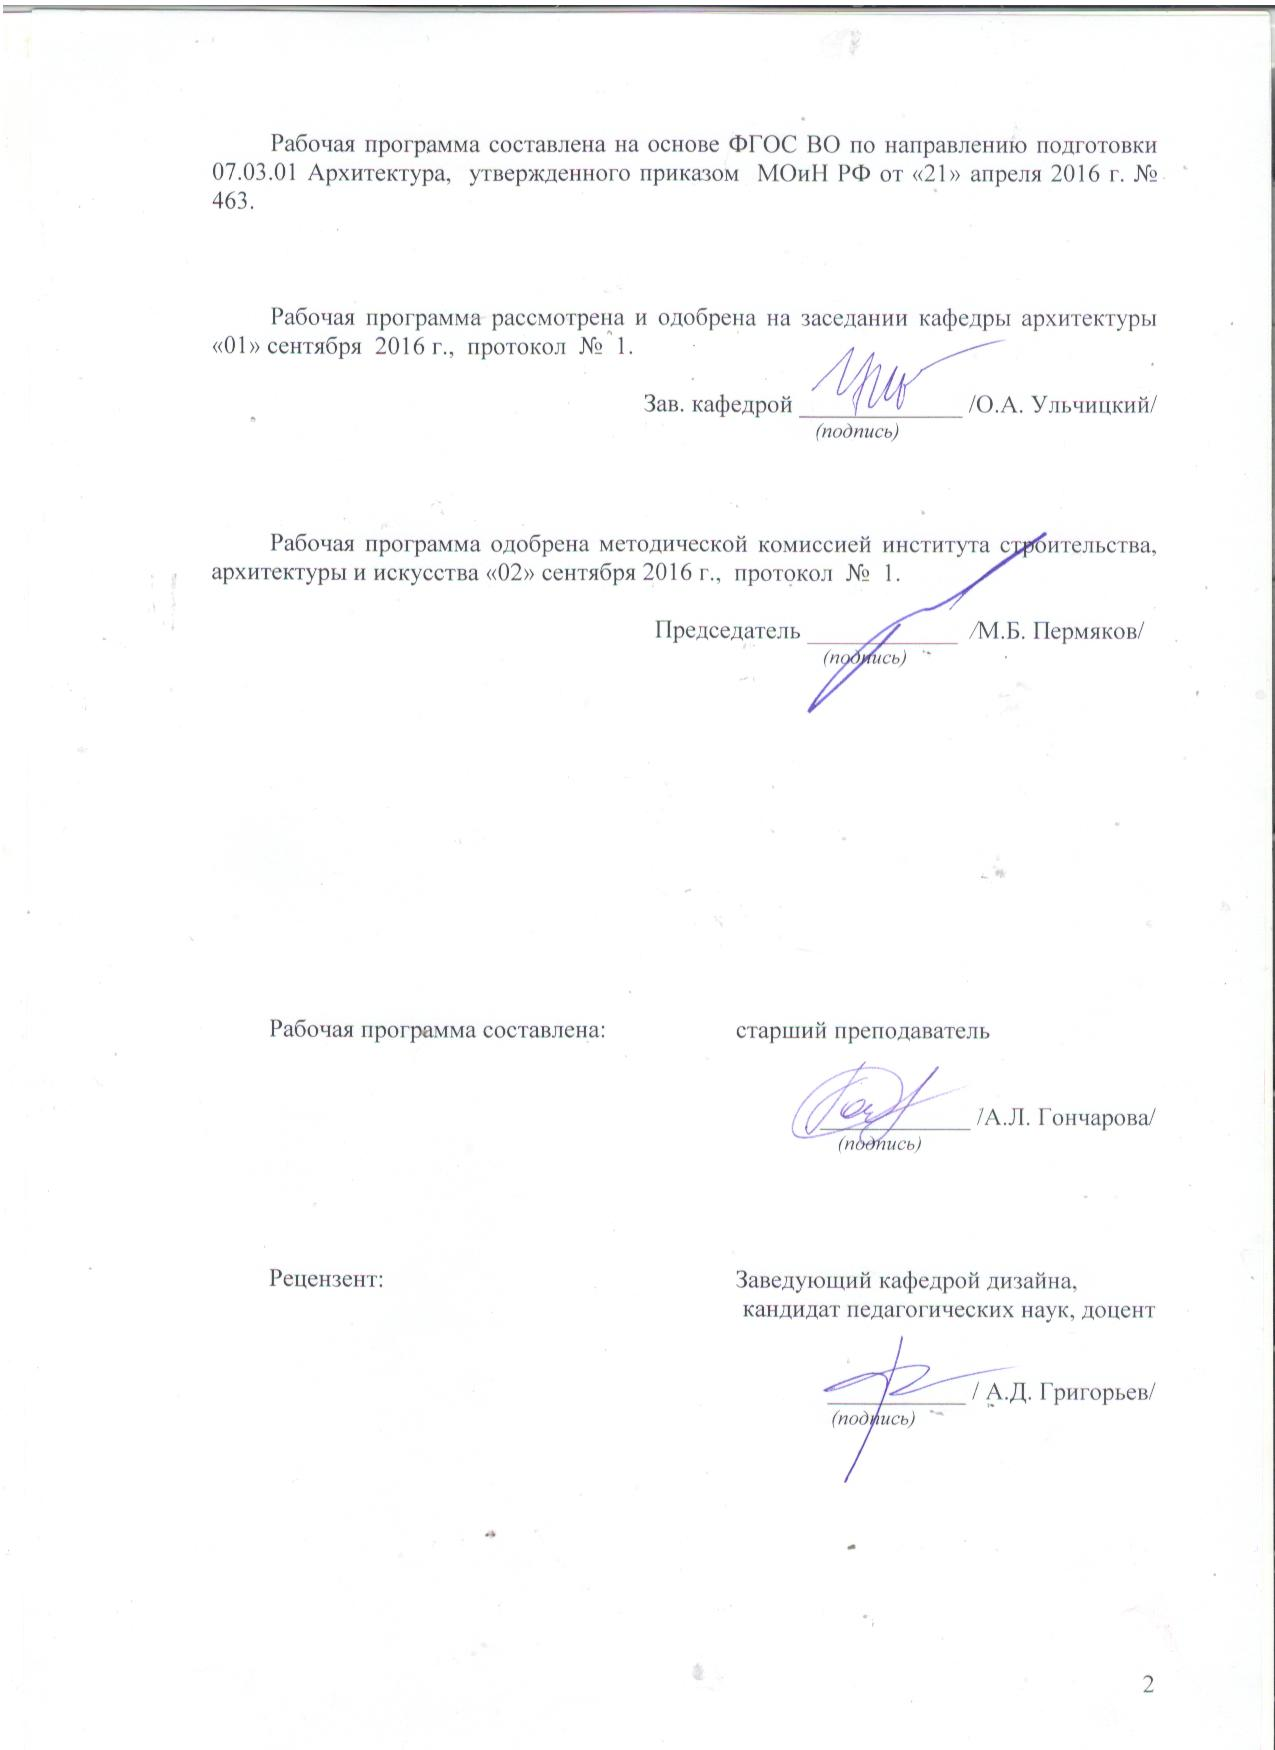 Рабочая программа составлена на основе ФГОС ВО по направлению подготовки
07.03.01 Архитектура, утвержденного приказом МОиН РФ от «21» апреля 2016 г. №
463.
Рабочая программа рассмотрена и одобрена на заседании кафедры архитектуры
«01» сентября 2016 г., протокол № 1.
Зав. кафедрой _____________ /О.А. Ульчицкий/
(подпись)
Рабочая программа одобрена методической комиссией института строительства,
архитектуры и искусства «02» сентября 2016 г., протокол № 1.
Председатель ____________ /М.Б. Пермяков/
(подпись)
Рабочая программа составлена: старший преподаватель
____________ /А.Л. Гончарова/
(подпись)
Рецензент: Заведующий кафедрой дизайна,
кандидат педагогических наук, доцент
___________ / А.Д. Григорьев/
(подпись)
2